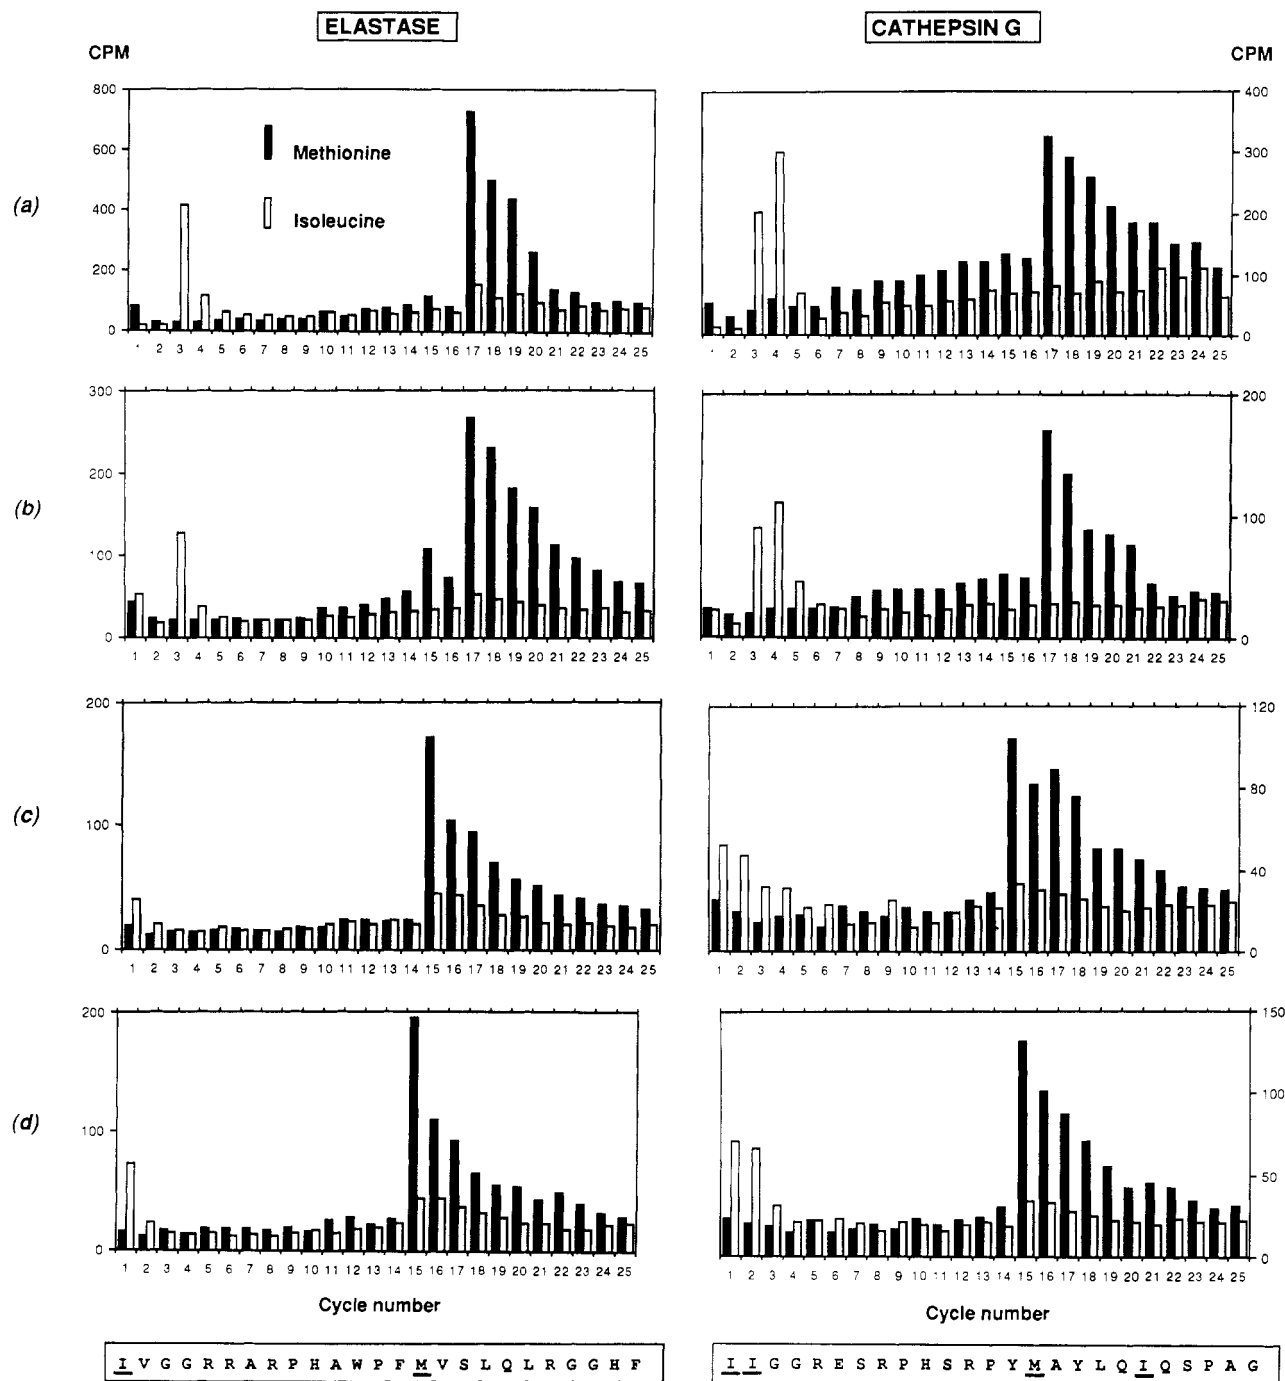 ELASTASE
CATHEPSIN G
CPM
CPM
(a)
800
600
400
200
0
Methionine
Isoleucine
1 2 3 4 5 6 7 8 9 10 11 12 13 14 15 16 17 18 19 20 21 22 23 24 25
400
300
200
100
0
1 2 3 4 5 6 7 8 9 10 11 12 13 14 15 16 17 18 19 20 21 22 23 24 25
(b)
300
200
100
0
1 2 3 4 5 6 7 8 9 10 11 12 13 14 15 16 17 18 19 20 21 22 23 24 25
200
100
0
1 2 3 4 5 6 7 8 9 10 11 12 13 14 15 16 17 18 19 20 21 22 23 24 25
(c)
200
100
0
1 2 3 4 5 6 7 8 9 10 11 12 13 14 15 16 17 18 19 20 21 22 23 24 25
120
80
40
0
1 2 3 4 5 6 7 8 9 10 11 12 13 14 15 16 17 18 19 20 21 22 23 24 25
(d)
200
100
0
1 2 3 4 5 6 7 8 9 10 11 12 13 14 15 16 17 18 19 20 21 22 23 24 25
Cycle number
150
100
50
0
1 2 3 4 5 6 7 8 9 10 11 12 13 14 15 16 17 18 19 20 21 22 23 24 25
Cycle number
I V G G R R A R P H A W P F M V S L Q L R G G H F
I I G G R E S R P H S R P Y M A Y L Q I Q S P A G